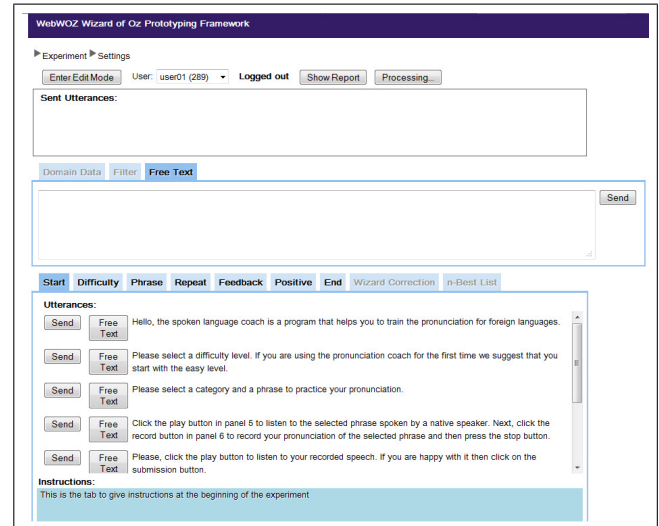 WebWOZ Wizard of Oz Prototyping Framework
Experiment Settings
Enter Edit Mode User: user01 (289) Logged out Show Report Processing...
Sent Utterances:
Domain Data Filter Free Text
Send
Start Difficulty Phrase Repeat Feedback Positive End Wizard Correction n-Best List
Utterances:
Send Free Text Hello, the spoken language coach is a program that helps you to train the pronunciation for foreign languages.
Send Free Text Please select a difficulty level. If you are using the pronunciation coach for the first time we suggest that you
start with the easy level.
Send Free Text Please select a category and a phrase to practice your pronunciation.
Send Free Text Click the play button in panel 5 to listen to the selected phrase spoken by a native speaker. Next, click the
record button in panel 6 to record your pronunciation of the selected phrase and then press the stop button.
Send Free Text Please, click the play button to listen to your recorded speech. If you are happy with it then click on the
submission button.
Instructions:
This is the tab to give instructions at the beginning of the experiment